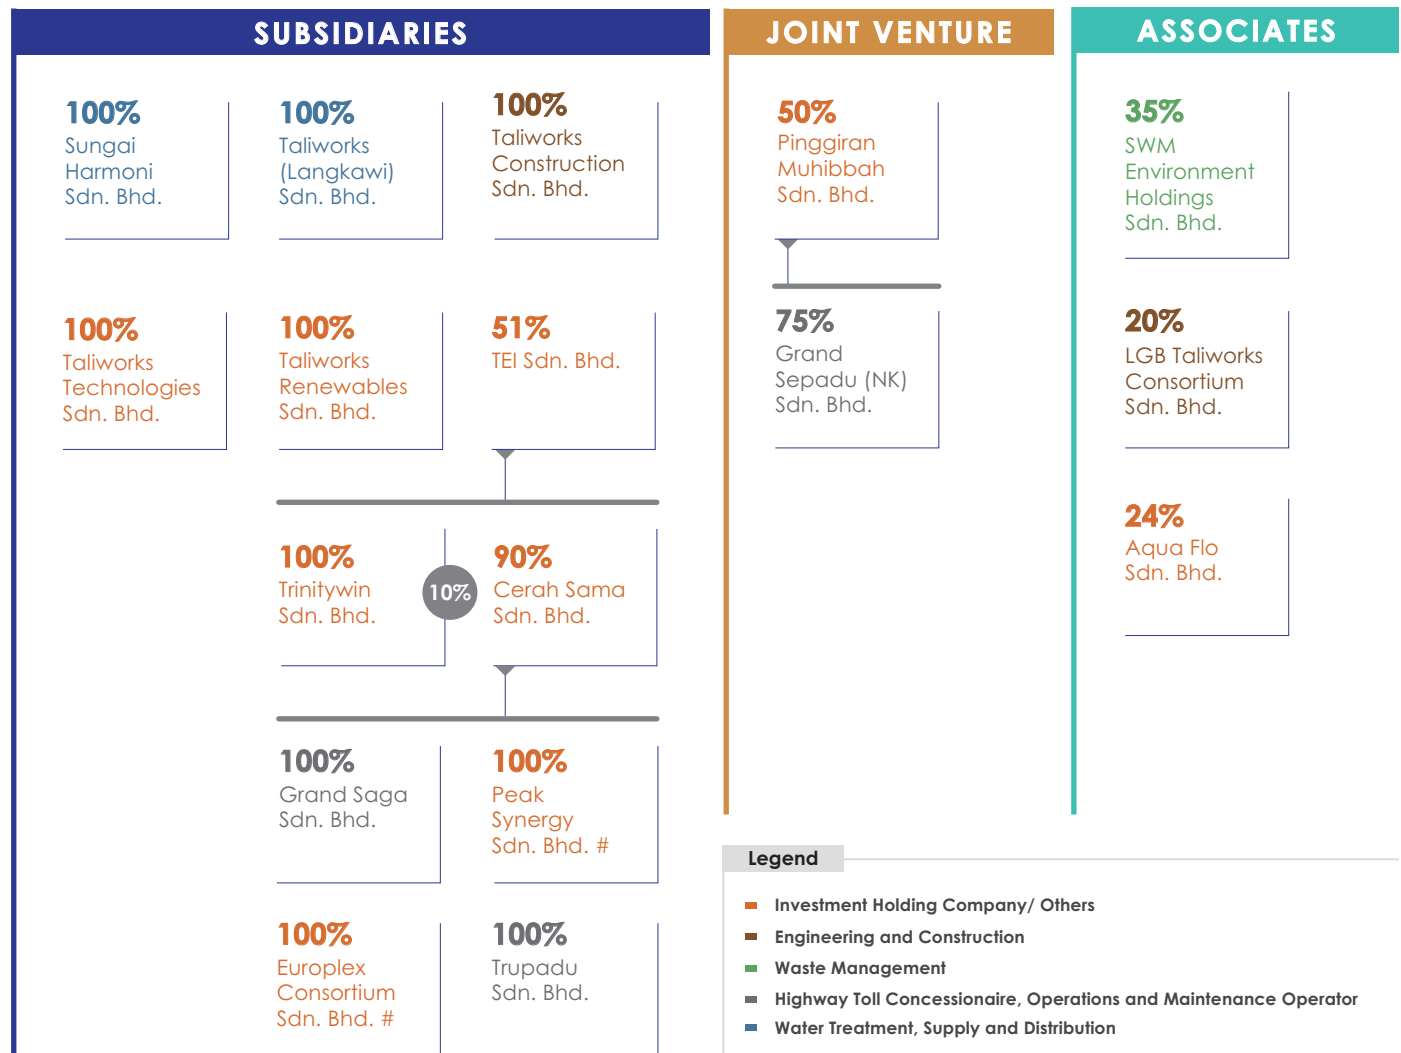 SUBSIDIARIES
100%
Sungai
Harmoni
Sdn. Bhd.
100%
Taliworks
(Langkawi)
Sdn. Bhd.
100%
Taliworks
Construction
Sdn. Bhd.
100%
Taliworks
Technologies
Sdn. Bhd.
100%
Taliworks
Renewables
Sdn. Bhd.
51%
TEI Sdn. Bhd.
100%
Trinitywin
Sdn. Bhd.
10%
90%
Cerah Sama
Sdn. Bhd.
100%
Grand Saga
Sdn. Bhd.
100%
Peak
Synergy
Sdn. Bhd. #
100%
Europlex
Consortium
Sdn. Bhd. #
100%
Trupadu
Sdn. Bhd.
JOINT VENTURE
50%
Pinggiran
Muhibbah
Sdn. Bhd.
75%
Grand
Sepadu (NK)
Sdn. Bhd.
ASSOCIATES
35%
SWM
Environment
Holdings
Sdn. Bhd.
20%
LGB Taliworks
Consortium
Sdn. Bhd.
24%
Aqua Flo
Sdn. Bhd.
Legend
Investment Holding Company/ Others
Engineering and Construction
Waste Management
Highway Toll Concessionaire, Operations and Maintenance Operator
Water Treatment, Supply and Distribution